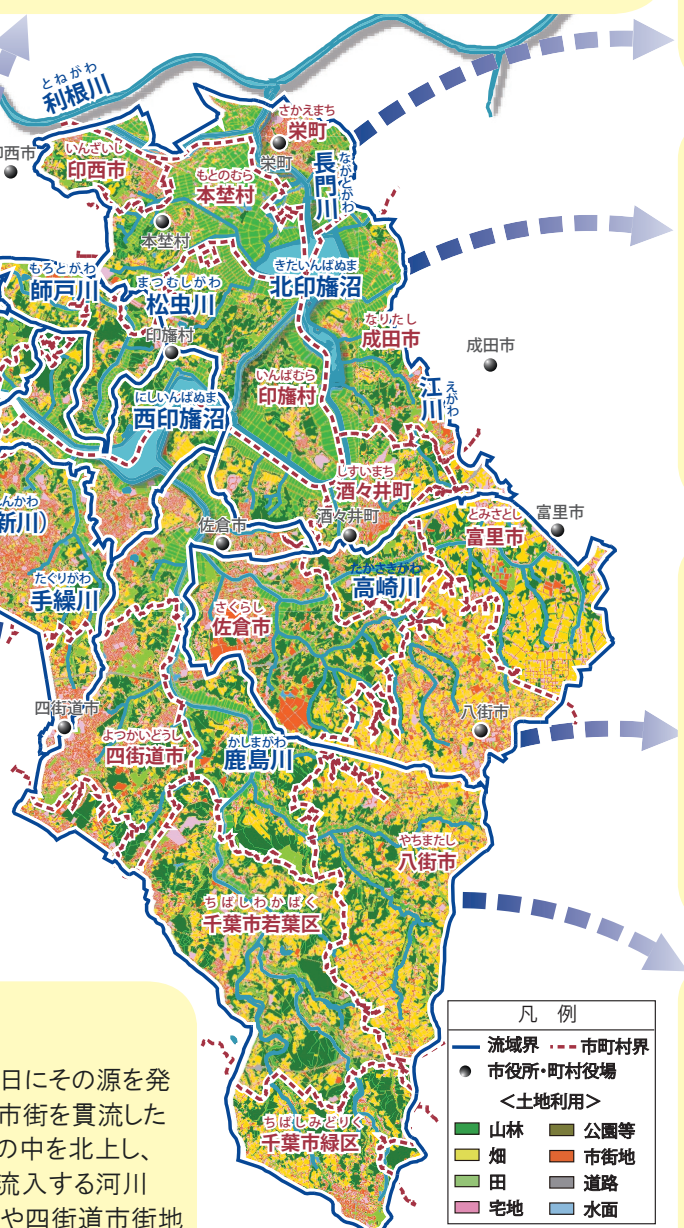 とねがわ
利根川
さかえまち
栄町
栄町
印西市
いんざいし
印西市
もとのむら
本埜村
本埜村
ながとがわ
長門川
もろとがわ
師戸川
まつむしがわ
松虫川
きたいんばぬま
北印旛沼
なりたし
成田市
成田市
印旛村
いんばむら
印旛村
にしいんばぬま
西印旛沼
えがわ
江川
しすいまち
酒々井町
酒々井町
とみさとし
富里市
富里市
んかわ
新川）
佐倉市
たかさきがわ
高崎川
たぐりがわ
手繰川
さくらし
佐倉市
四街道市
よつかいどうし
四街道市
かしまがわ
鹿島川
八街市
やちまたし
八街市
ちばしわかばく
千葉市若葉区
ちばしみどりく
千葉市緑区
日にその源を発
市街を貫流した
の中を北上し、
流入する河川
や四街道市街地
凡 例
流域界 市町村界
市役所・町村役場
＜土地利用＞
山林 公園等
畑 市街地
田 道路
宅地 水面